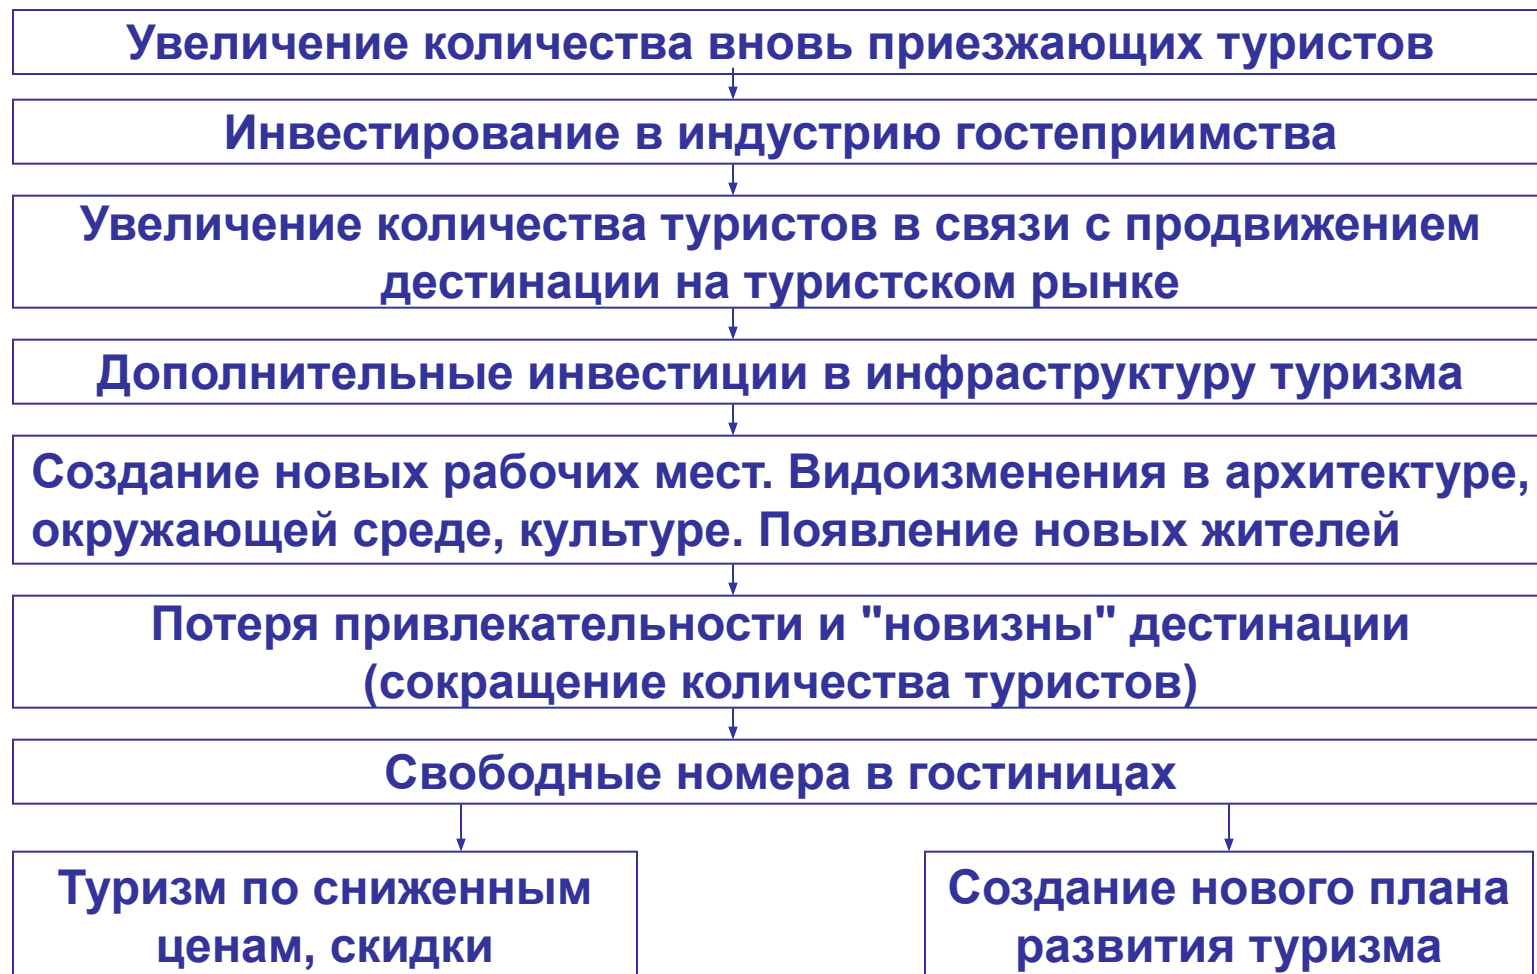 Увеличение количества вновь приезжающих туристов
Инвестирование в индустрию гостеприимства
Увеличение количества туристов в связи с продвижением
дестинации на туристском рынке
Дополнительные инвестиции в инфраструктуру туризма
Создание новых рабочих мест. Видоизменения в архитектуре,
окружающей среде, культуре. Появление новых жителей
Потеря привлекательности и "новизны" дестинации
(сокращение количества туристов)
Свободные номера в гостиницах
Туризм по сниженным
ценам, скидки
Создание нового плана
развития туризма